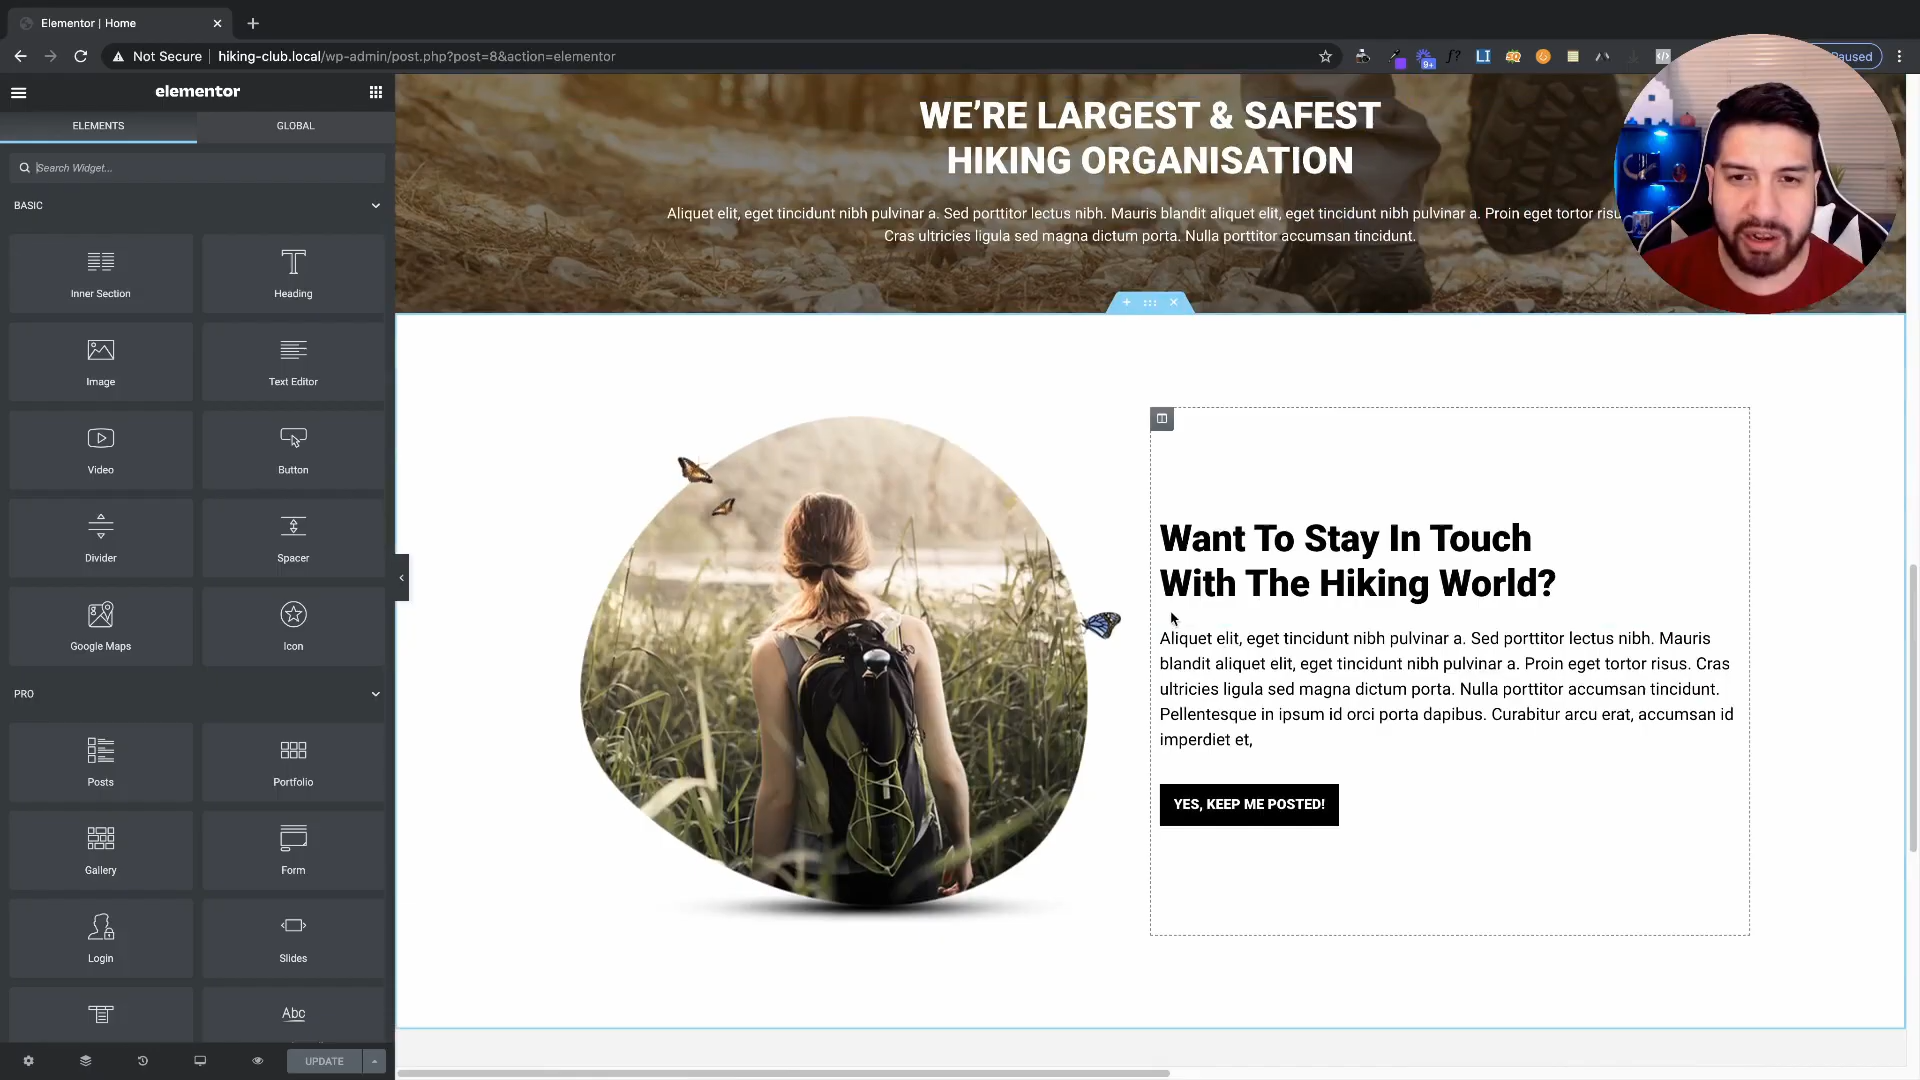 Elementor | Home
Not Secure
hiking-club.local/wp-admin/post.php?post=8&action=elementor
9+
f?
LI
Paused
elementor
ELEMENTS
GLOBAL
Search Widget...
BASIC
Inner Section
Heading
Image
Text Editor
Video
Button
Divider
Spacer
Google Maps
Icon
PRO
Posts
Portfolio
Gallery
Form
Login
Slides
Abc
UPDATE
WE’RE LARGEST & SAFEST
HIKING ORGANISATION
Aliquet elit, eget tincidunt nibh pulvinar a. Sed porttitor lectus nibh. Mauris blandit aliquet elit, eget tincidunt nibh pulvinar a. Proin eget tortor
Cras ultricies ligula sed magna dictum porta. Nulla porttitor accumsan tincidunt.
Want To Stay In Touch
With The Hiking World?
Aliquet elit, eget tincidunt nibh pulvinar a. Sed porttitor lectus nibh. Mauris
blandit aliquet elit, eget tincidunt nibh pulvinar a. Proin eget tortor risus. Cras
ultricies ligula sed magna dictum porta. Nulla porttitor accumsan tincidunt.
Pellentesque in ipsum id orci porta dapibus. Curabitur arcu erat, accumsan id
imperdiet et,
YES, KEEP ME POSTED!